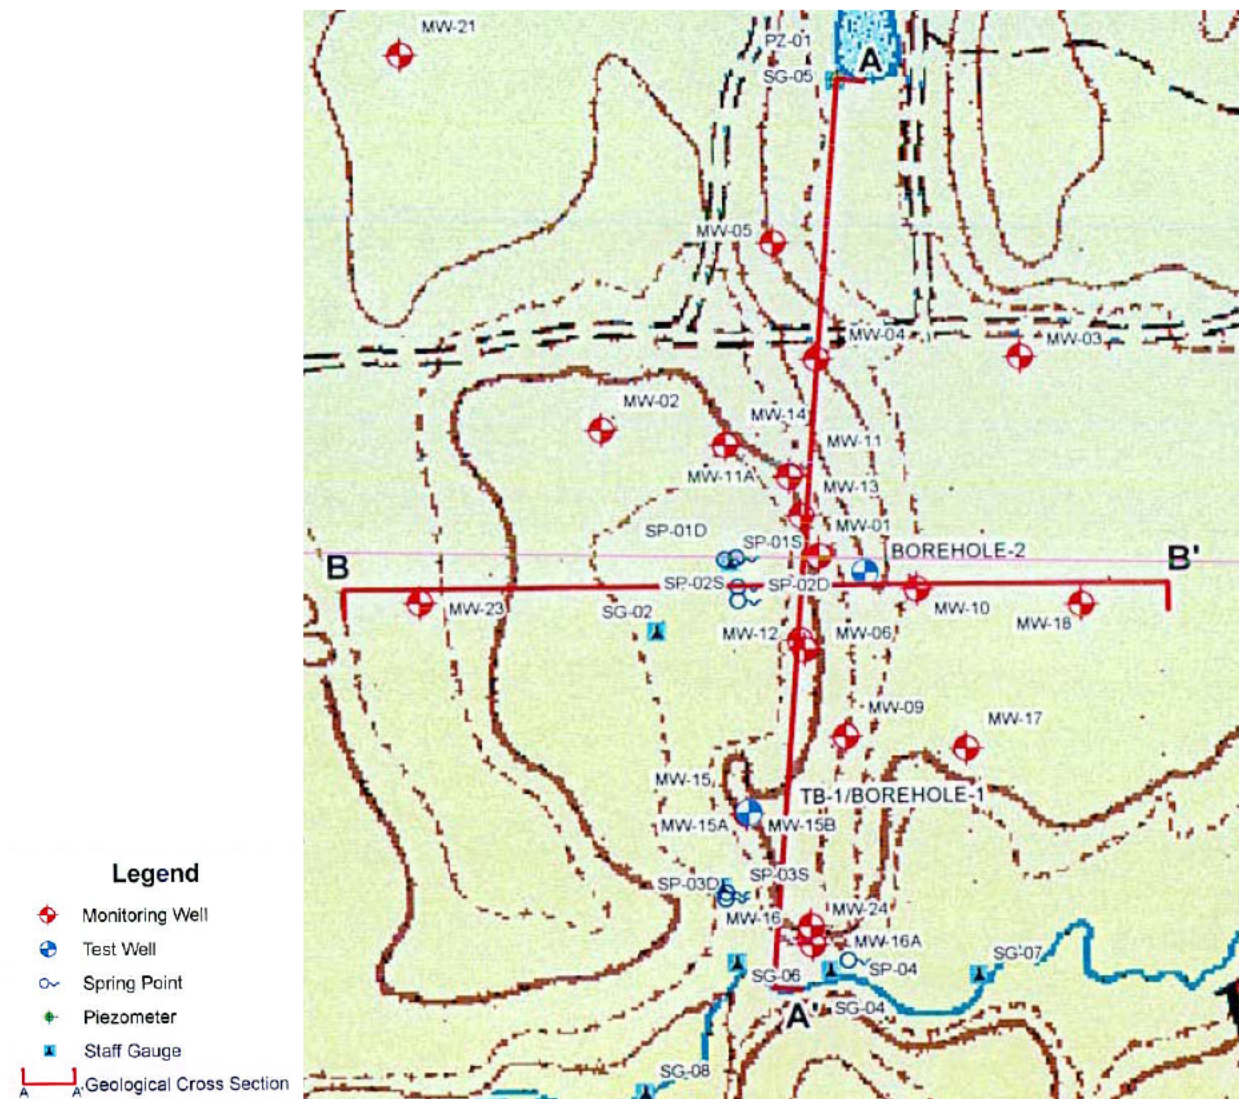 MW-21
PZ-01
A
SG-05
MW-05
MW-04
MW-03
MW-02
MW-14
MW-11
MW-11A
MW-13
SP-01D
SP-01S
MW-01
BOREHOLE-2
B
B'
SP-02S
SP-02D
MW-23
SG-02
MW-10
MW-18
MW-12
MW-06
MW-09
MW-17
MW-15
TB-1/BOREHOLE-1
MW-15A
MW-15B
SP-03D
SP-03S
MW-16
MW-24
MW-16A
SG-06
SP-04
SG-07
A'
SG-04
SG-08
Legend
Monitoring Well
Test Well
Spring Point
Piezometer
Staff Gauge
A A' Geological Cross Section